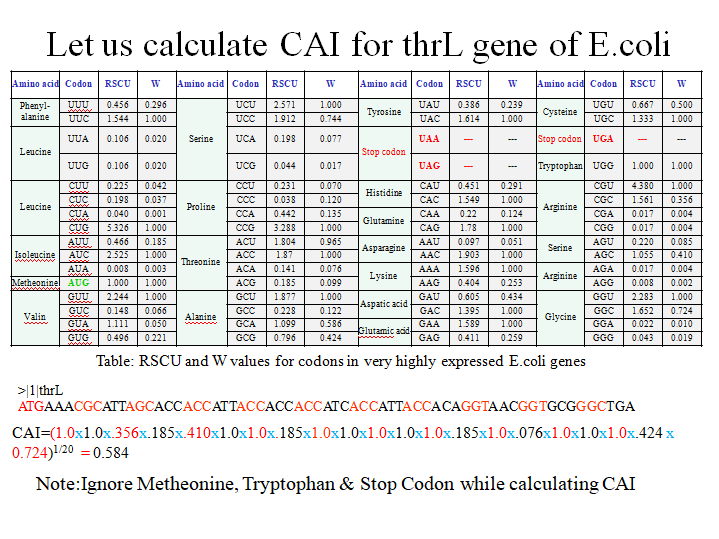 Let us calculate CAI for thrL gene of E.coli
Amino acid Codon RSCU W Amino acid Codon RSCU W Amino acid Codon RSCU W Amino acid Codon RSCU W
Phenyl-alanine UUU 0.456 0.296 Serine UCU 2.571 1.000 Tyrosine UAU 0.386 0.239 Cysteine UGU 0.667 0.500
UUC 1.544 1.000 UCC 1.912 0.744 UAC 1.614 1.000 UGC 1.333 1.000
Leucine UUA 0.106 0.020 UCA 0.198 0.077 Stop codon UAA --- --- Stop codon UGA --- ---
UUG 0.106 0.020 UCG 0.044 0.017 UAG --- --- Tryptophan UGG 1.000 1.000
Leucine CUU 0.225 0.042 Proline CCU 0.231 0.070 Histidine CAU 0.451 0.291 Arginine CGU 4.380 1.000
CUC 0.198 0.037 CCC 0.038 0.120 CAC 1.549 1.000 CGC 1.561 0.356
CUA 0.040 0.001 CCA 0.442 0.135 Glutamine CAA 0.22 0.124 CGA 0.017 0.004
CUG 5.326 1.000 CCG 3.288 1.000 CAG 1.78 1.000 CGG 0.017 0.004
Isoleucine AUU 0.466 0.185 Threonine ACU 1.804 0.965 Asparagine AAU 0.097 0.051 Serine AGU 0.220 0.085
AUC 2.525 1.000 ACC 1.87 1.000 AAC 1.903 1.000 AGC 1.055 0.410
AUA 0.008 0.003 ACA 0.141 0.076 Lysine AAA 1.596 1.000 Arginine AGA 0.017 0.004
Metheonine AUG 1.000 1.000 ACG 0.185 0.099 AAG 0.404 0.253 AGG 0.008 0.002
Valin GUU 2.244 1.000 Alanine GCU 1.877 1.000 Aspatic acid GAU 0.605 0.434 Glycine GGU 2.283 1.000
GUC 0.148 0.066 GCC 0.228 0.122 GAC 1.395 1.000 GGC 1.652 0.724
GUA 1.111 0.050 GCA 1.099 0.586 Glutamic acid GAA 1.589 1.000 GGA 0.022 0.010
GUG 0.496 0.221 GCG 0.796 0.424 GAG 0.411 0.259 GGG 0.043 0.019
Table: RSCU and W values for codons in very highly expressed E.coli genes
>|1|thrL
ATGAAACGCATTAGCACCACCATTACCACCACCATCACCATTACCACAGGTAACGGTGCGGGCTGA
CAI=(1.0x1.0x.356x.185x.410x1.0x1.0x.185x1.0x1.0x1.0x1.0x1.0x.185x1.0x.076x1.0x1.0x1.0x.424 x
0.724)1/20 = 0.584
Note:Ignore Metheonine, Tryptophan & Stop Codon while calculating CAI